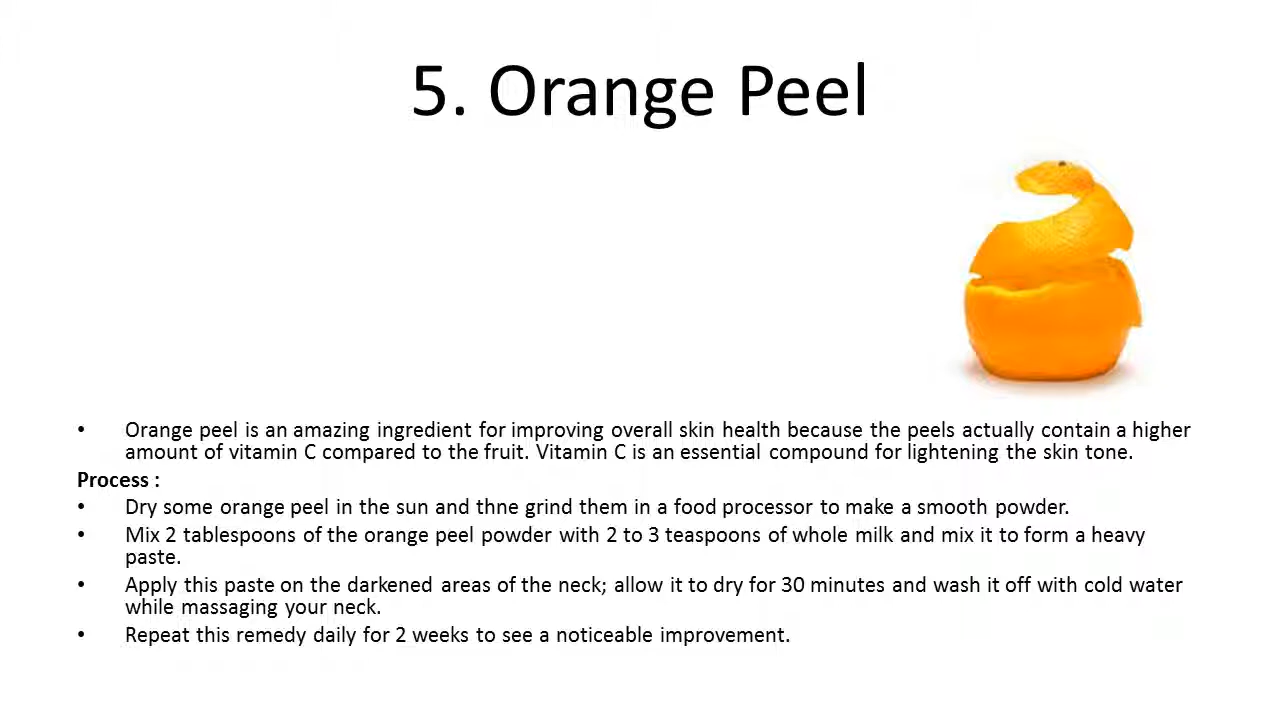 5. Orange Peel
• Orange peel is an amazing ingredient for improving overall skin health because the peels actually contain a higher
amount of vitamin C compared to the fruit. Vitamin C is an essential compound for lightening the skin tone.
Process :
• Dry some orange peel in the sun and thne grind them in a food processor to make a smooth powder.
• Mix 2 tablespoons of the orange peel powder with 2 to 3 teaspoons of whole milk and mix it to form a heavy
paste.
• Apply this paste on the darkened areas of the neck; allow it to dry for 30 minutes and wash it off with cold water
while massaging your neck.
• Repeat this remedy daily for 2 weeks to see a noticeable improvement.